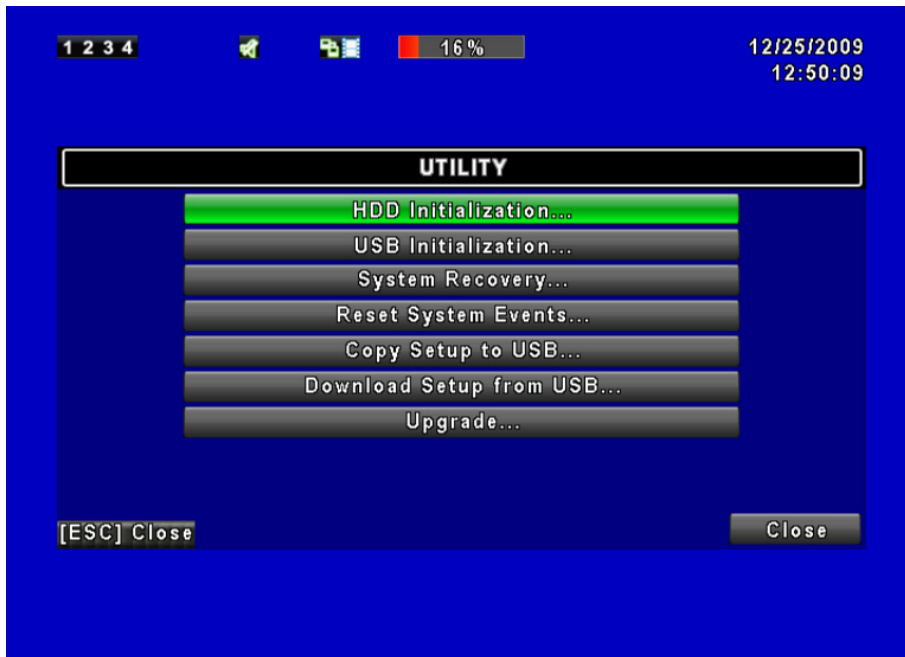 1 2 3 4 16% 12/25/2009
12:50:09
UTILITY
HDD Initialization...
USB Initialization...
System Recovery...
Reset System Events...
Copy Setup to USB...
Download Setup from USB...
Upgrade...
[ESC] Close Close